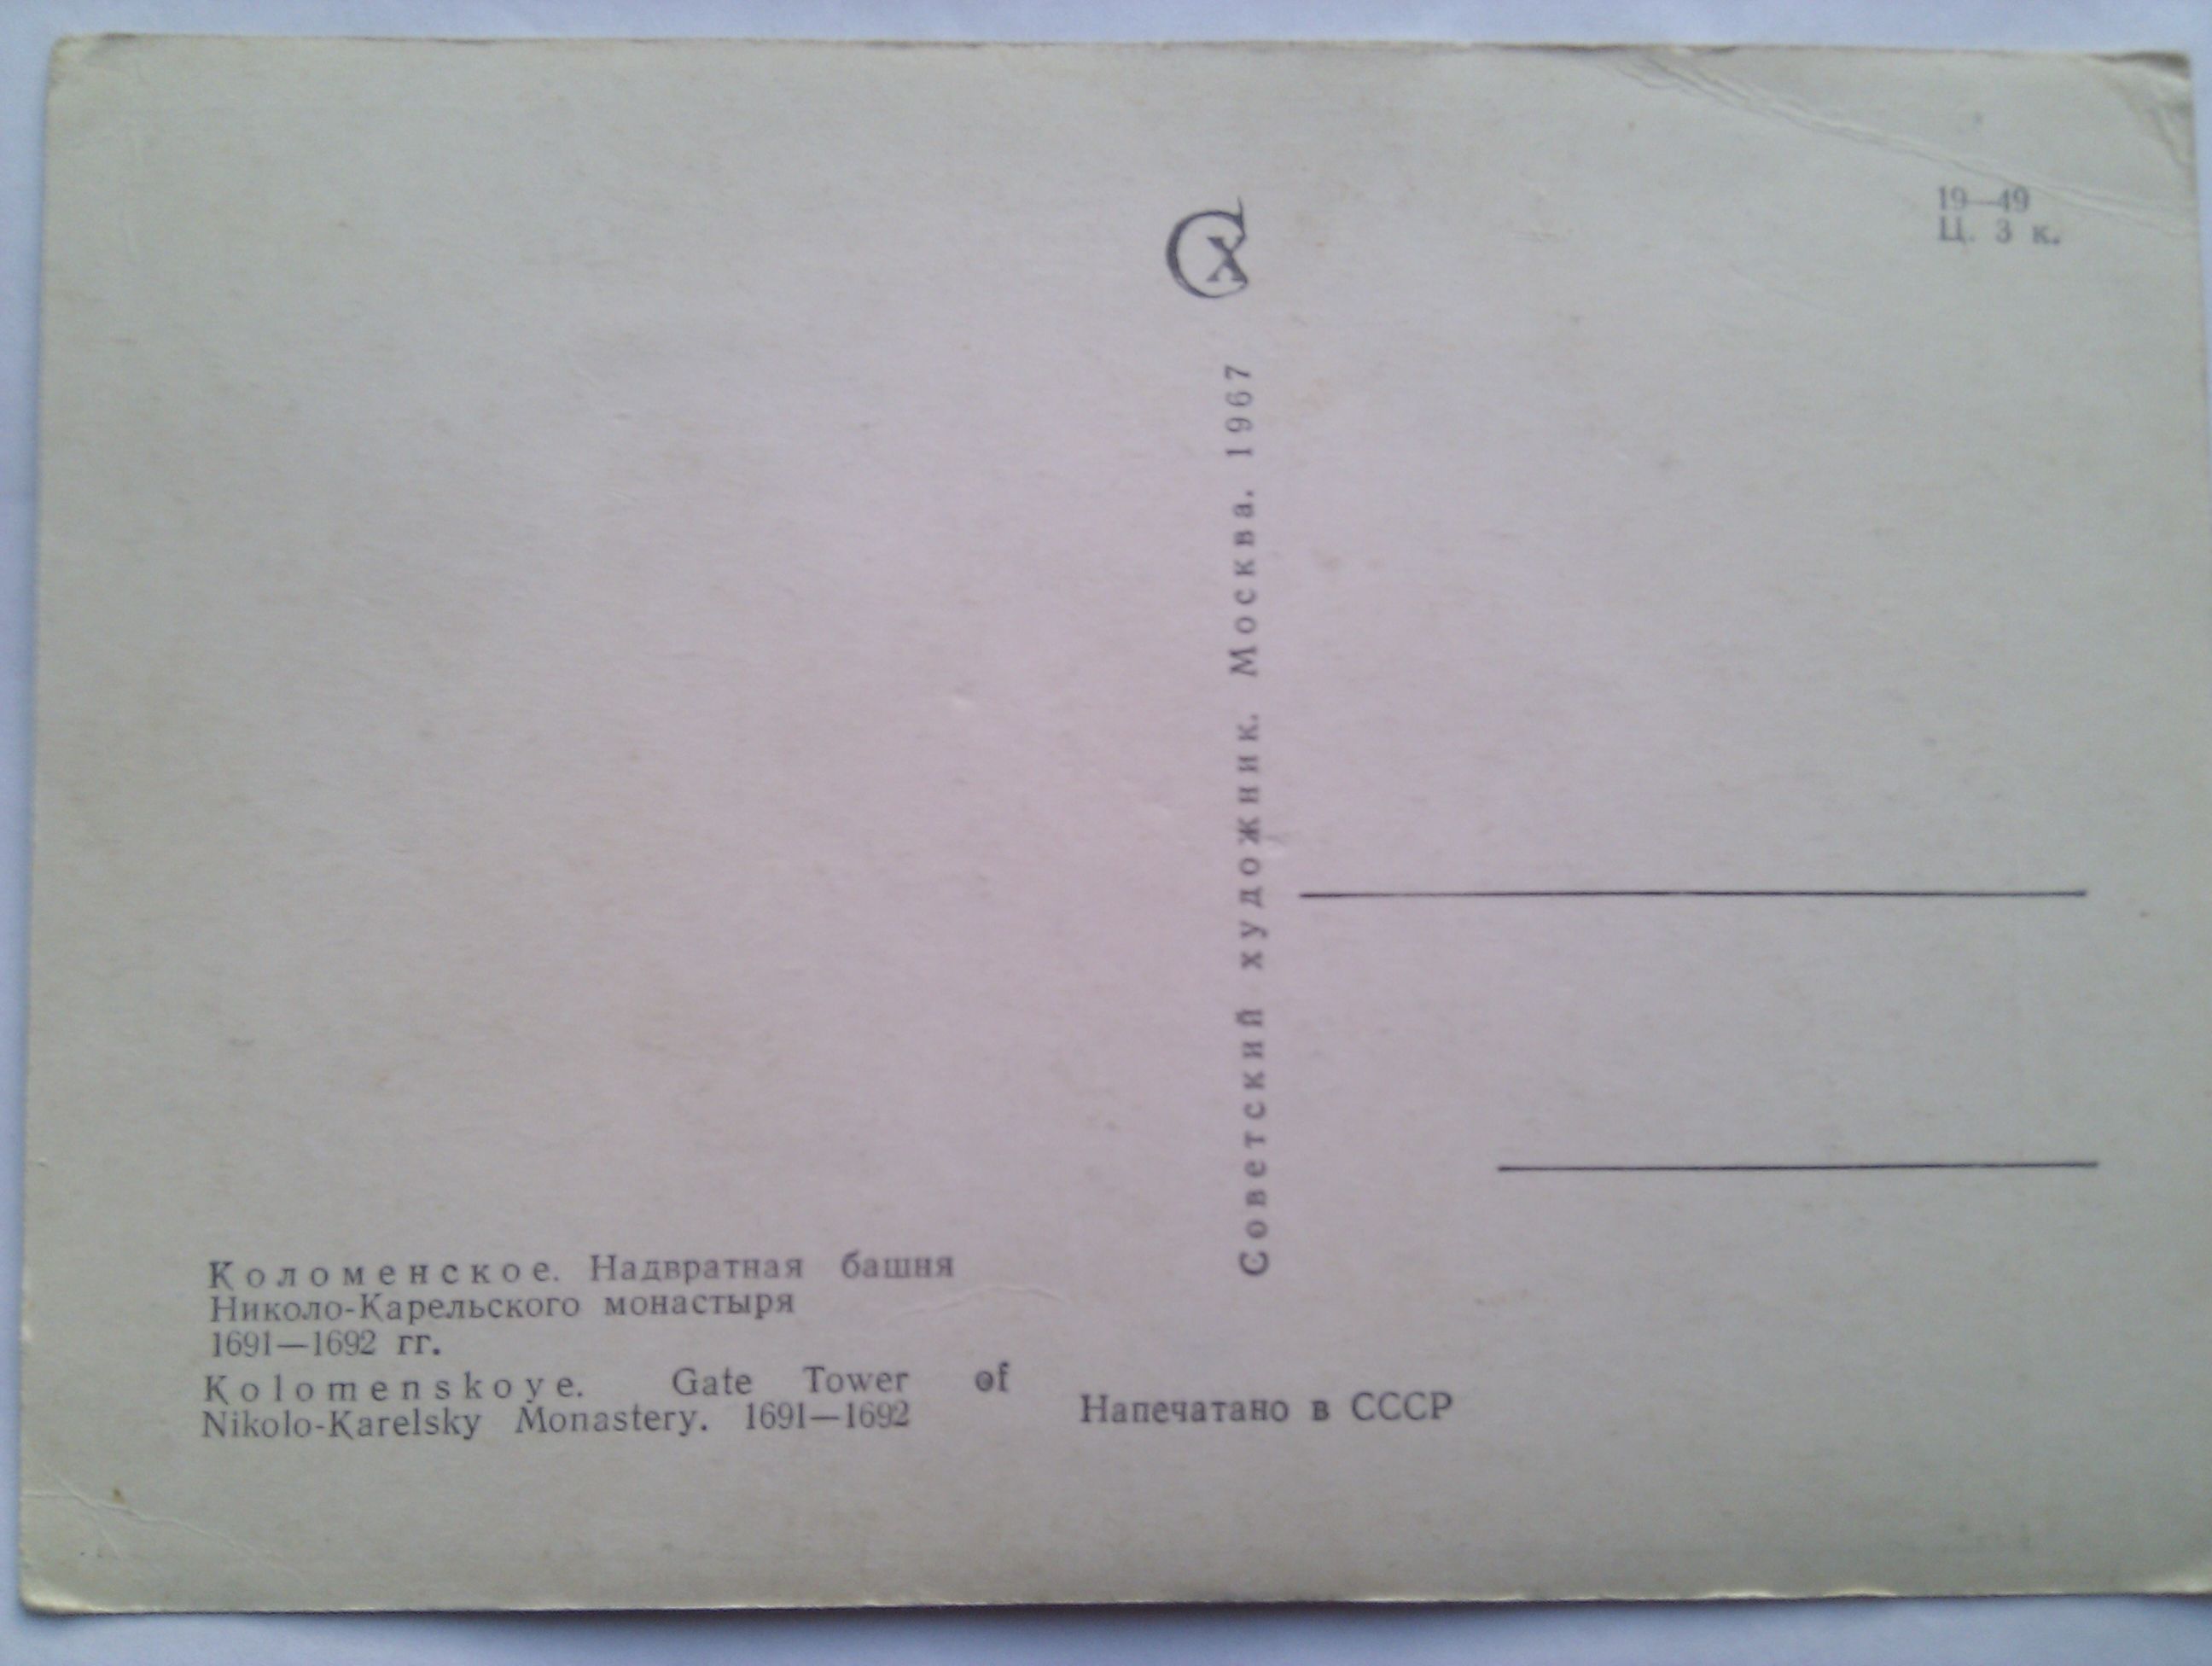 19—49
Ц. 3 к.
СХ
Советский художник. Москва. 1967
Коломенское. Надвратная башня
Николо-Карельского монастыря
1691—1692 гг.
Kolomenskoye. Gate Tower of
Nikolo-Karelsky Monastery. 1691—1692
Напечатано в СССР